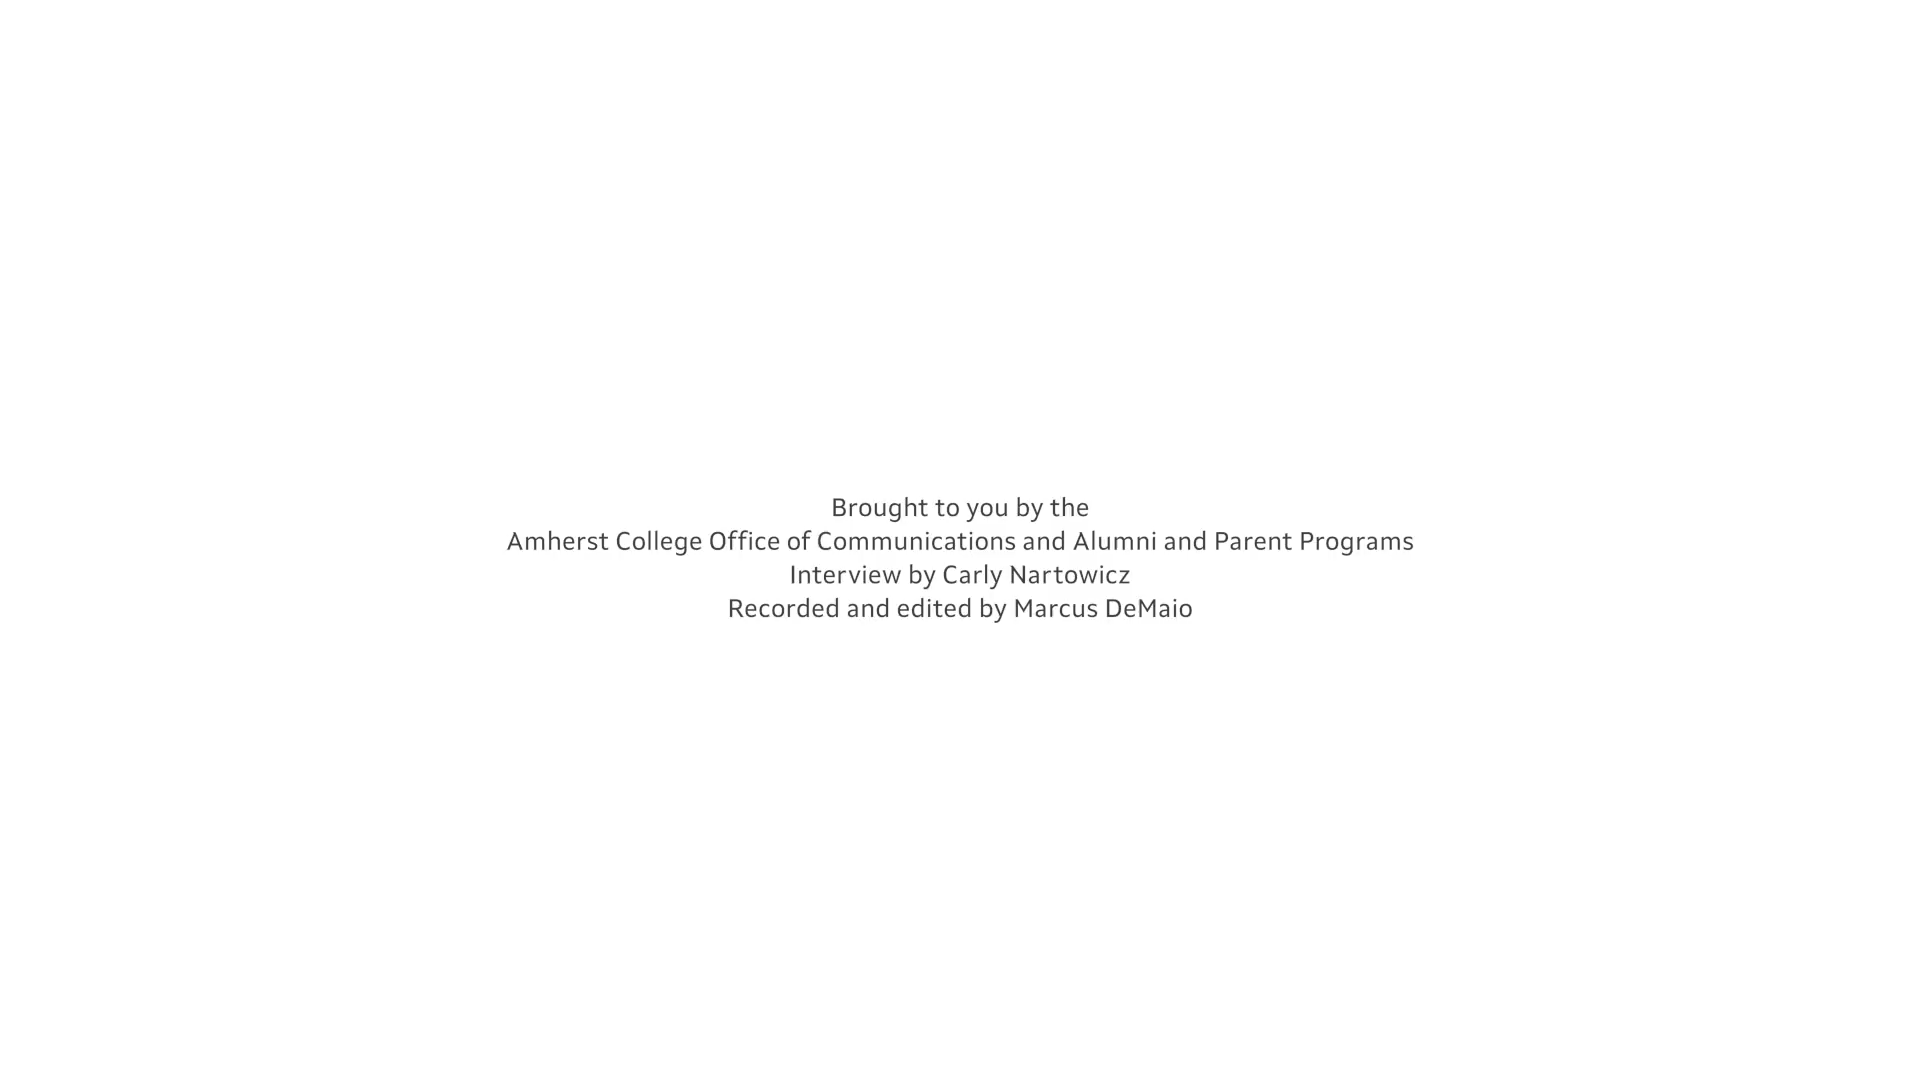 Brought to you by the
Amherst College Office of Communications and Alumni and Parent Programs
Interview by Carly Nartowicz
Recorded and edited by Marcus DeMaio